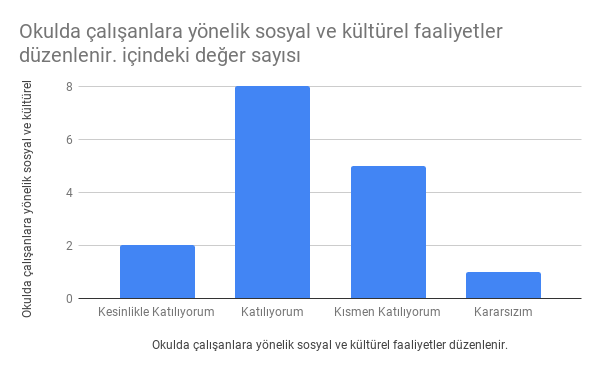 Okulda çalışanlara yönelik sosyal ve kültürel faaliyetler
düzenlenir. içindeki değer sayısı
Okulda çalışanlara yönelik sosyal ve kültürel
8
6
4
2
0
Kesinlikle Katılıyorum
Katılıyorum
Kısmen Katılıyorum
Kararsızım
Okulda çalışanlara yönelik sosyal ve kültürel faaliyetler düzenlenir.